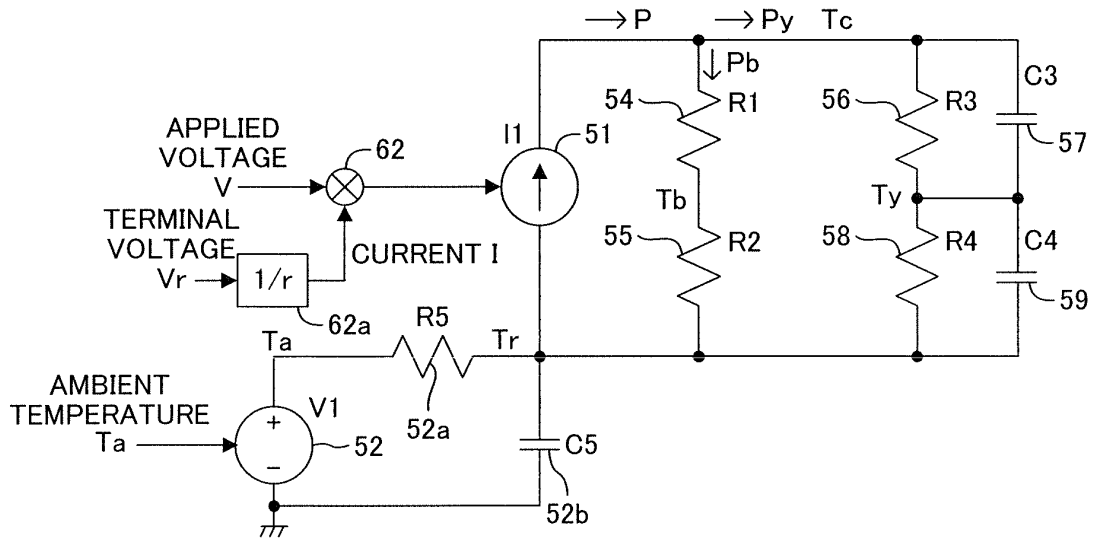 P
Py
Tc
Pb
C3
54
R1
56
R3
57
APPLIED
VOLTAGE
V
62
I1
51
TERMINAL
VOLTAGE
Vr
1/r
62a
CURRENT I
Tb
Ty
55
R2
58
R4
C4
59
R5
Ta
Tr
52a
AMBIENT
TEMPERATURE
Ta
V1
+
−
52
C5
52b